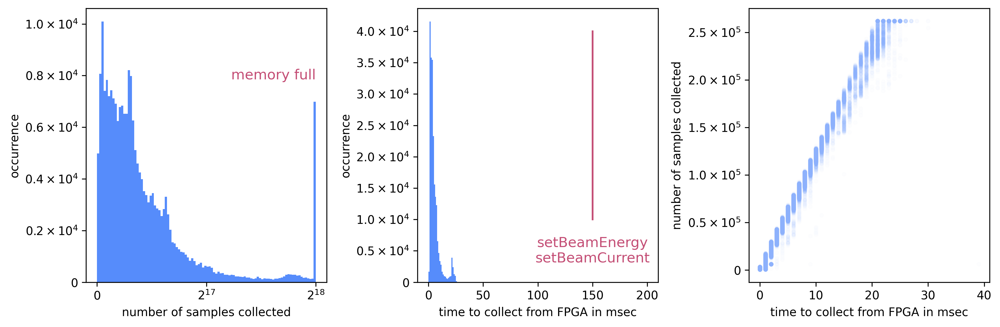 occurrence
1.0 × 10⁴
0.8 × 10⁴
0.6 × 10⁴
0.4 × 10⁴
0.2 × 10⁴
0
memory full
0 2¹⁷ 2¹⁸
number of samples collected
occurrence
4.0 × 10⁴
3.5 × 10⁴
3.0 × 10⁴
2.5 × 10⁴
2.0 × 10⁴
1.5 × 10⁴
1.0 × 10⁴
0.5 × 10⁴
0
setBeamEnergy
setBeamCurrent
0 50 100 150 200
time to collect from FPGA in msec
number of samples collected
2.5 × 10⁵
2.0 × 10⁵
1.5 × 10⁵
1.0 × 10⁵
0.5 × 10⁵
0
0 10 20 30 40
time to collect from FPGA in msec